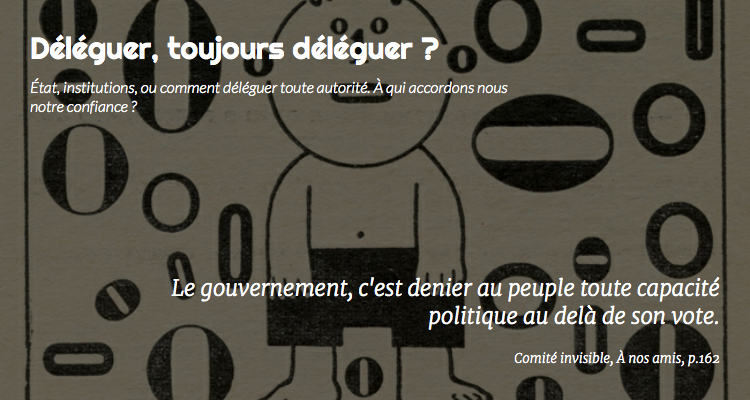 Déléguer, toujours déléguer ?
État, institutions, ou comment déléguer toute autorité. À qui accordons nous
notre confiance ?
Le gouvernement, c'est denier au peuple toute capacité
politique au delà de son vote.
Comité invisible, À nos amis, p.162